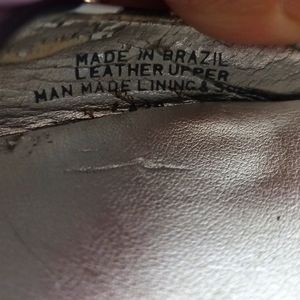 MADE IN BRAZIL
LEATHER UPPER
MAN MADE LINING &